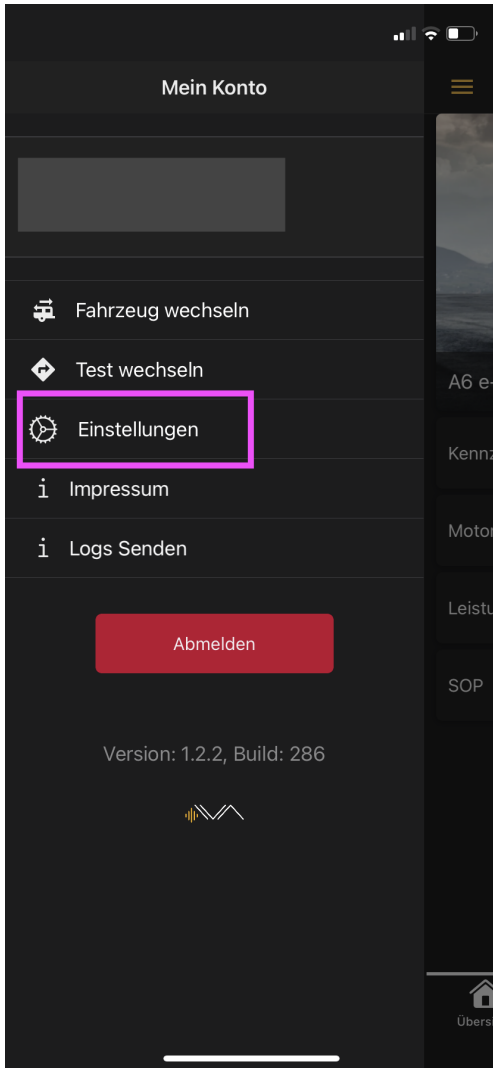 Mein Konto
Fahrzeug wechseln
Test wechseln
Einstellungen
Impressum
Logs Senden
Abmelden
Version: 1.2.2, Build: 286
A6 e-
Kennz
Motor
Leistu
SOP
Übersi